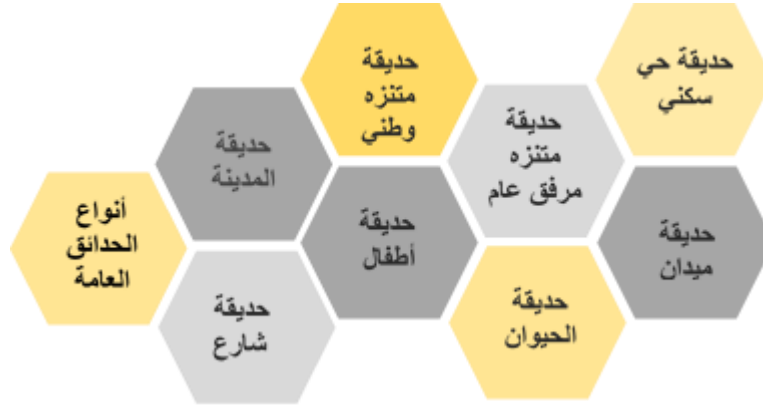 أنواع
الحدائق
العامة
حديقة
المدينة
حديقة
شارع
حديقة
متنزه
وطني
حديقة
أطفال
حديقة
متنزه
مرفق عام
حديقة
الحيوان
حديقة حي
سكني
حديقة
ميدان